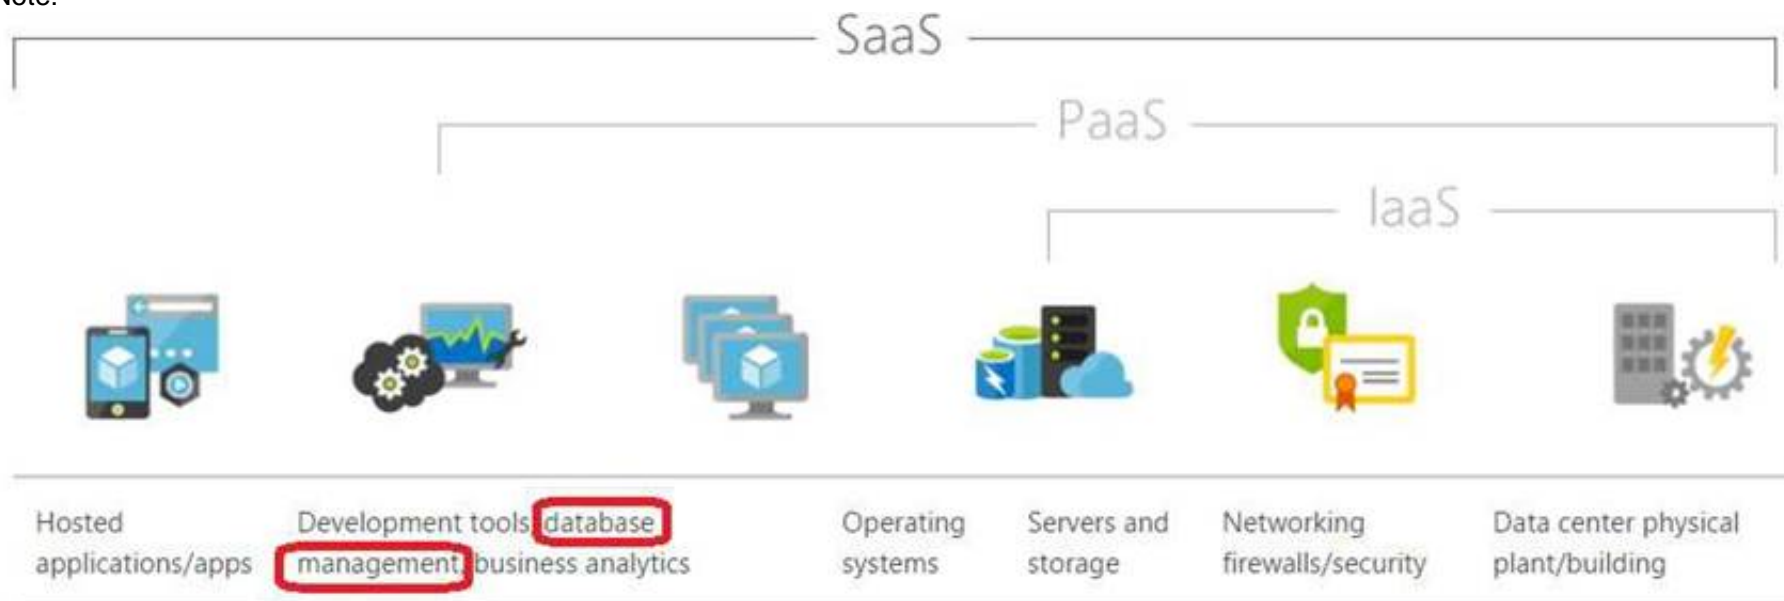 Note:
SaaS
PaaS
IaaS
Hosted
applications/apps
Development tools, database
management, business analytics
Operating
systems
Servers and
storage
Networking
firewalls/security
Data center physical
plant/building